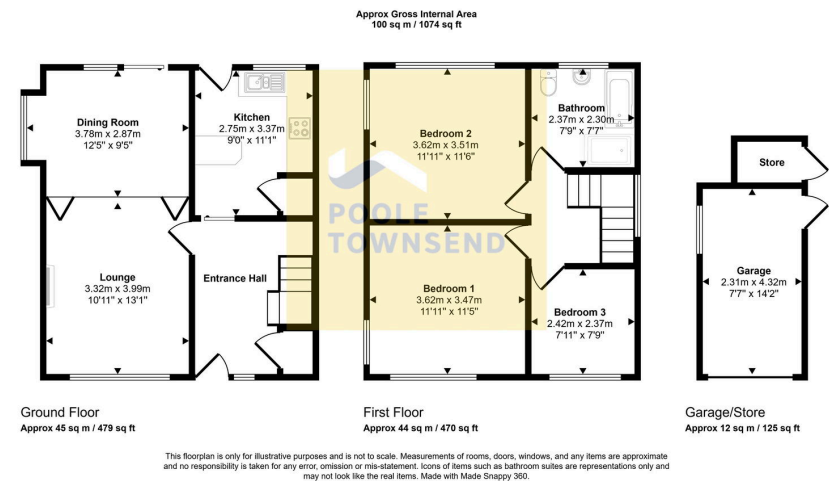 Approx Gross Internal Area
100 sq m / 1074 sq ft
Dining Room
3.78m x 2.87m
12'5" x 9'5"
Kitchen
2.75m x 3.37m
9'0" x 11'1"
Lounge
3.32m x 3.99m
10'11" x 13'1"
Entrance Hall
Bedroom 2
3.62m x 3.51m
11'11" x 11'6"
Bathroom
2.37m x 2.30m
7'9" x 7'7"
POOLE
TOWNSEND
Bedroom 1
3.62m x 3.47m
11'11" x 11'5"
Bedroom 3
2.42m x 2.37m
7'11" x 7'9"
Store
Garage
2.31m x 4.32m
7'7" x 14'2"
Ground Floor
Approx 45 sq m / 479 sq ft
First Floor
Approx 44 sq m / 470 sq ft
Garage/Store
Approx 12 sq m / 125 sq ft
This floorplan is only for illustrative purposes and is not to scale. Measurements of rooms, doors, windows, and any items are approximate
and no responsibility is taken for any error, omission or mis-statement. Icons of items such as bathroom suites are representations only and
may not look like the real items. Made with Made Snappy 360.